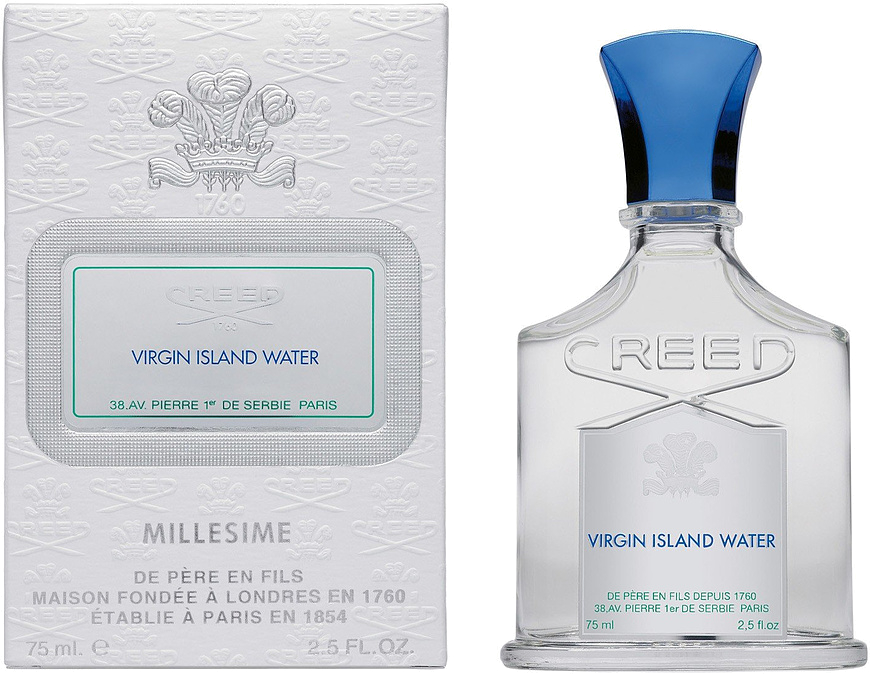 1760
CREED
1760
VIRGIN ISLAND WATER
38.AV. PIERRE 1er DE SERBIE PARIS
MILLESIME
DE PÈRE EN FILS
MAISON FONDÉE À LONDRES EN 1760
ÉTABLIE À PARIS EN 1854
75 ml. e 2.5 FL.OZ.
CREED
VIRGIN ISLAND WATER
DE PÈRE EN FILS DEPUIS 1760
38,AV. PIERRE 1er DE SERBIE PARIS
75 ml 2,5 fl.oz